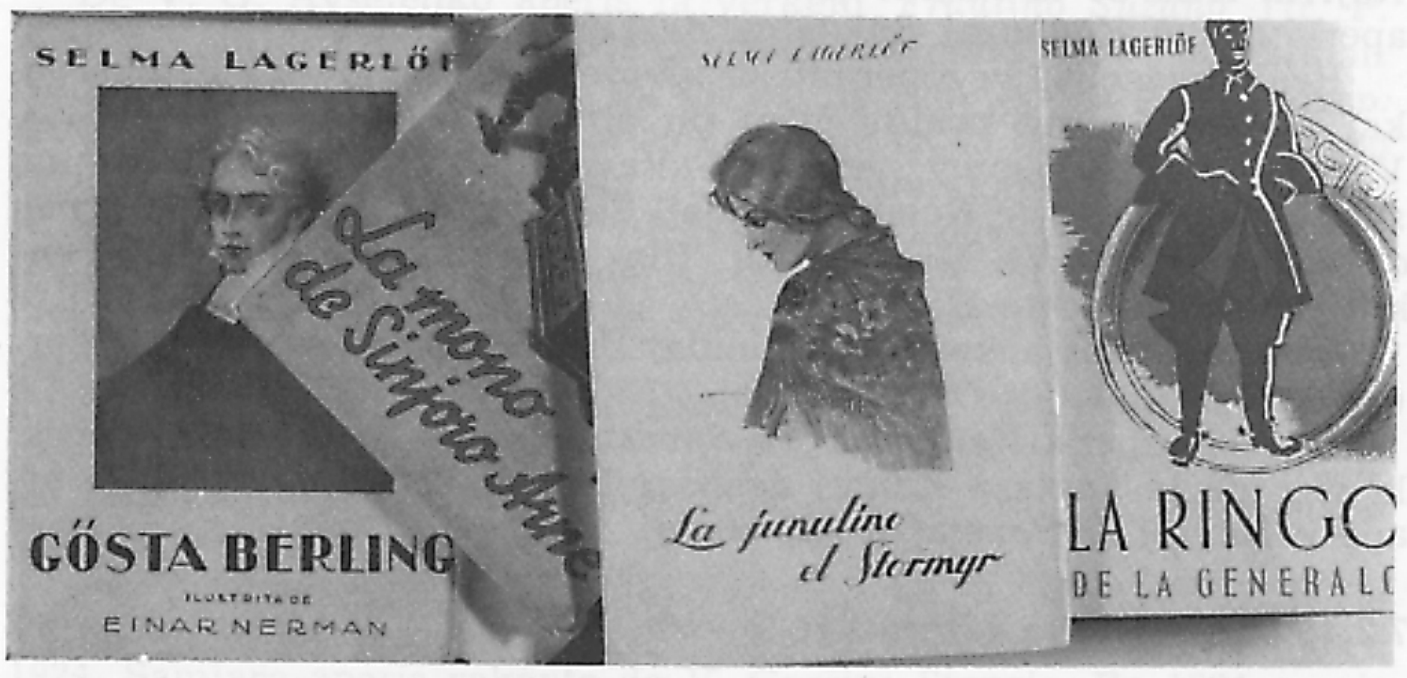 SELMA LAGERLÖF
GÖSTA BERLING
ILUSTRITA DE
EINAR NERMAN
La mono
de Sinjoro Arne
SELMA LAGERLÖF
La junulino
el Stormyr
SELMA LAGERLÖF
LA RINGO
DE LA GENERALO